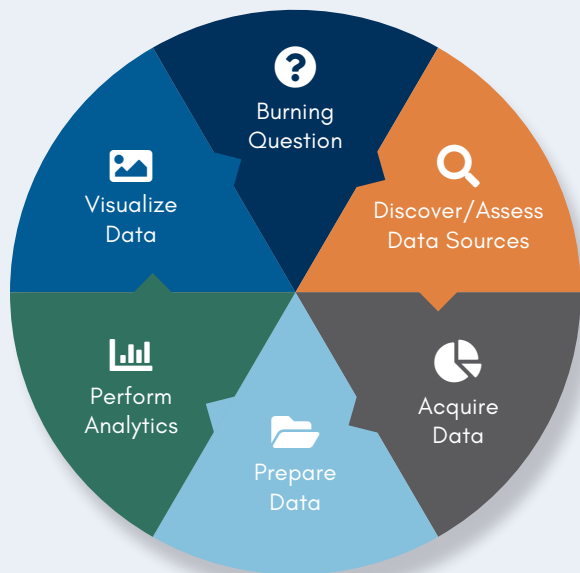 Burning
Question
Discover/Assess
Data Sources
Acquire
Data
Prepare
Data
Perform
Analytics
Visualize
Data